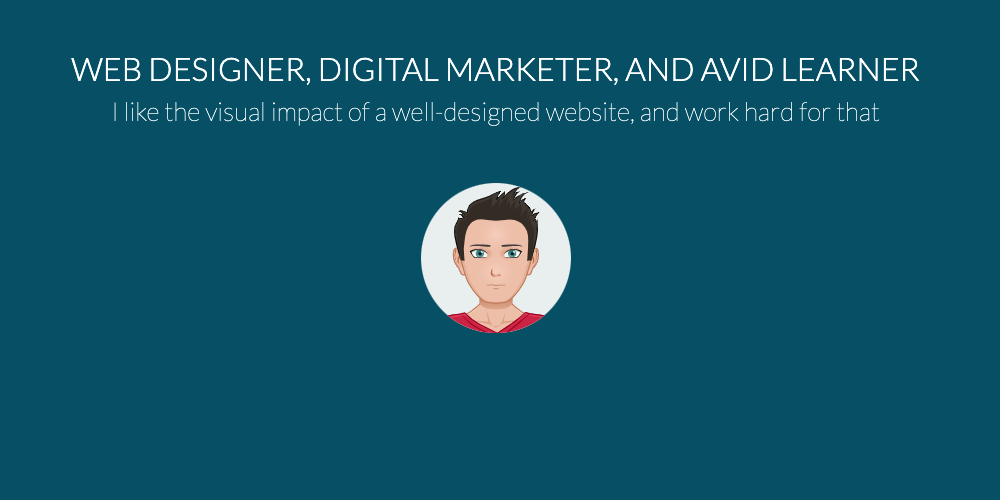 WEB DESIGNER, DIGITAL MARKETER, AND AVID LEARNER
I like the visual impact of a well-designed website, and work hard for that